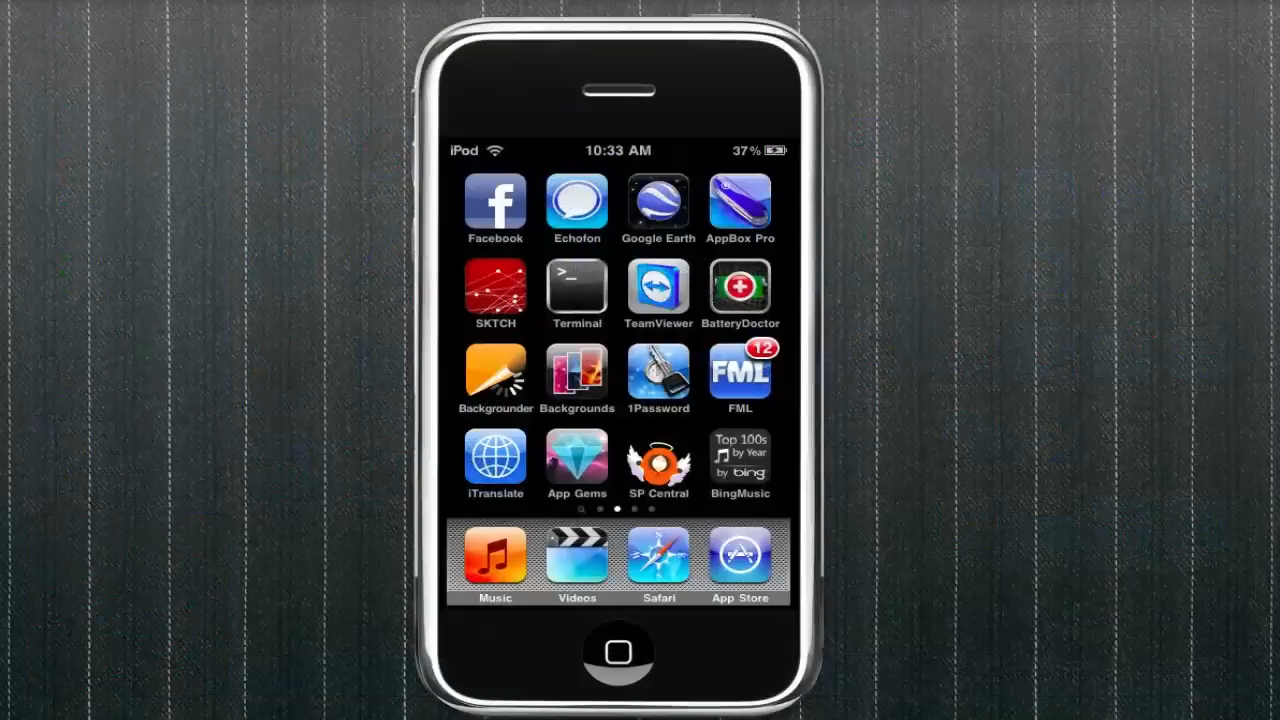 iPod 10:33 AM 37%
f
Facebook Echofon Google Earth AppBox Pro
>_
SKTCH Terminal TeamViewer BatteryDoctor
12
FML
Backgrounder Backgrounds 1Password FML
Top 100s
by Year
by bing
iTranslate App Gems SP Central BingMusic
N
Music Videos Safari App Store